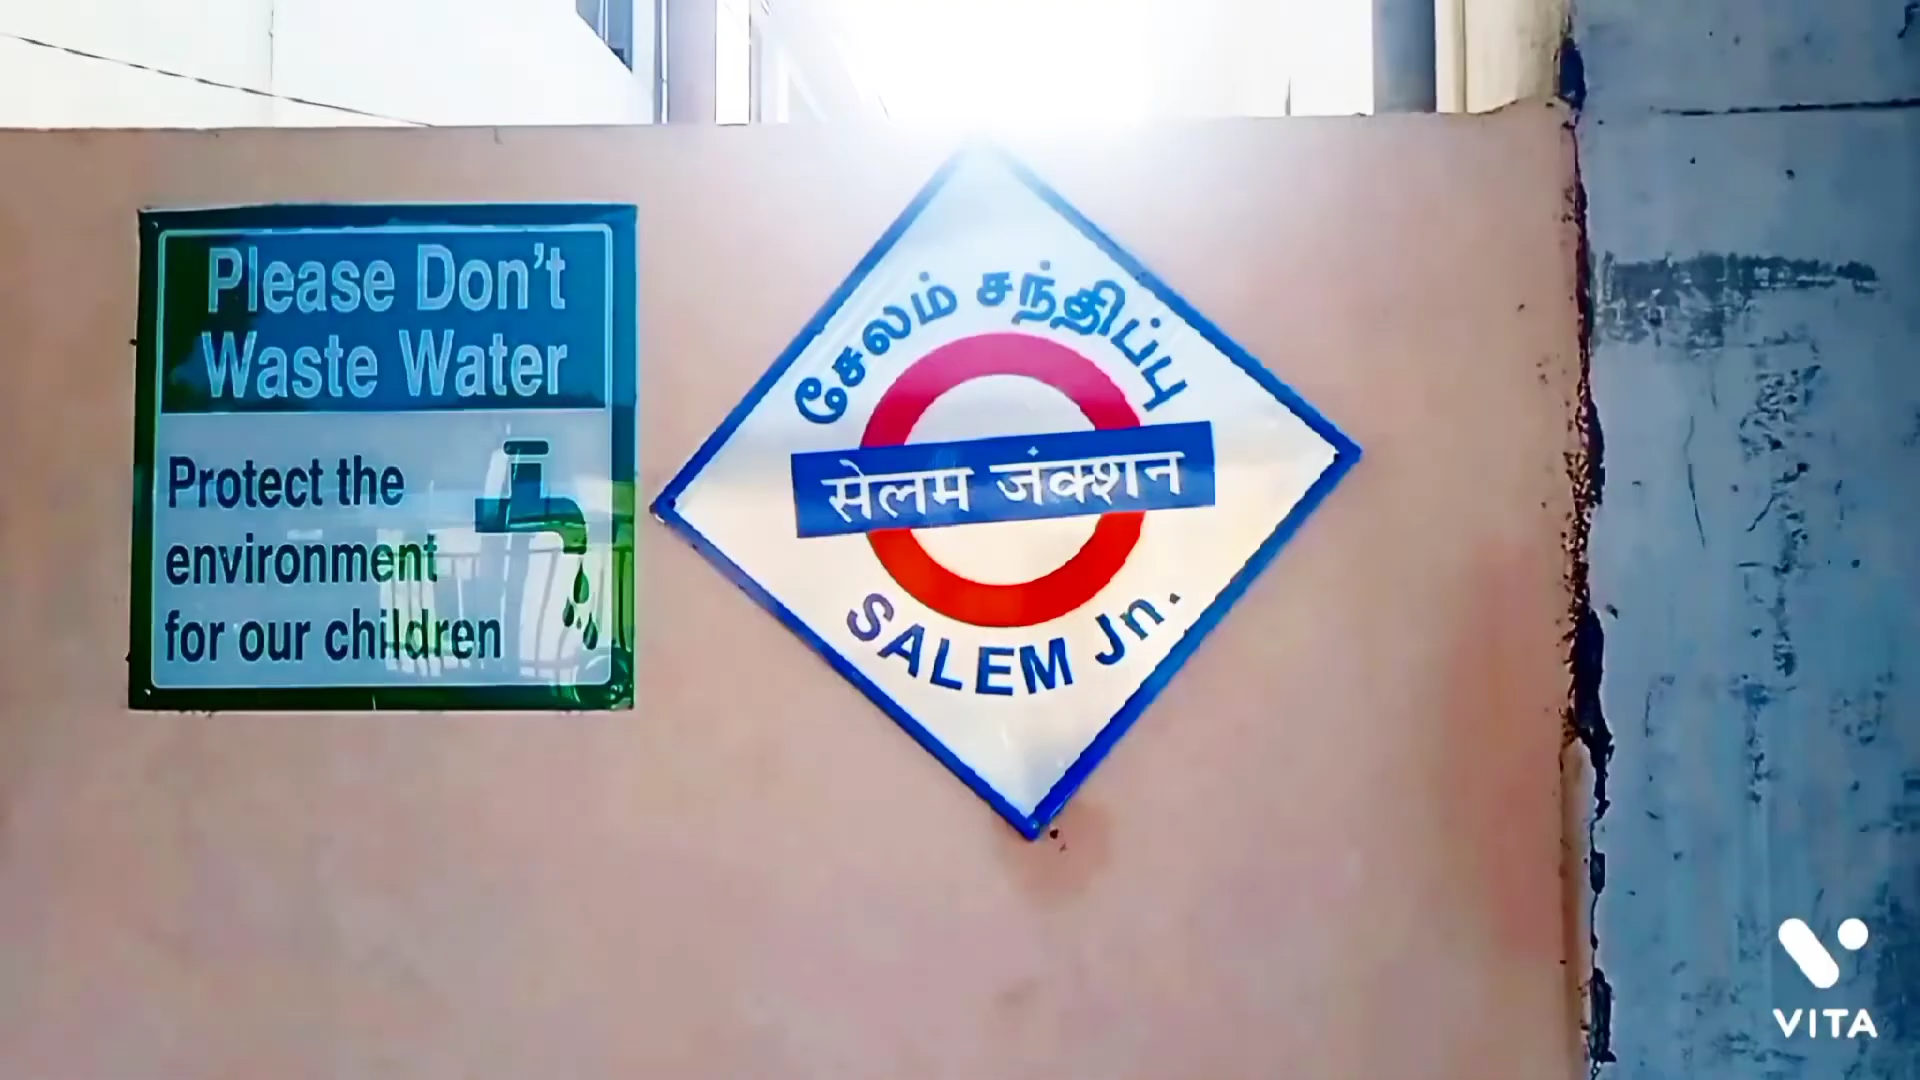 Please Don't
Waste Water
Protect the
environment
for our children
சேலம் சந்திப்பு
सेलम जंक्शन
SALEM Jn.
VITA